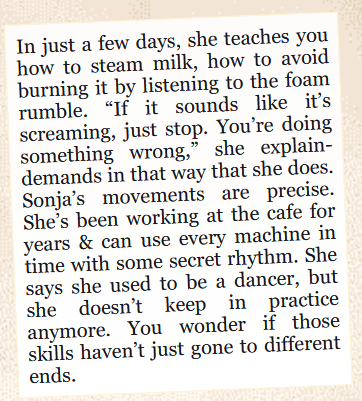 In just a few days, she teaches you
how to steam milk, how to avoid
burning it by listening to the foam
rumble. “If it sounds like it’s
screaming, just stop. You’re doing
something wrong,” she explain-
demands in that way that she does.
Sonja’s movements are precise.
She’s been working at the cafe for
years & can use every machine in
time with some secret rhythm. She
says she used to be a dancer, but
she doesn’t keep in practice
anymore. You wonder if those
skills haven’t just gone to different
ends.